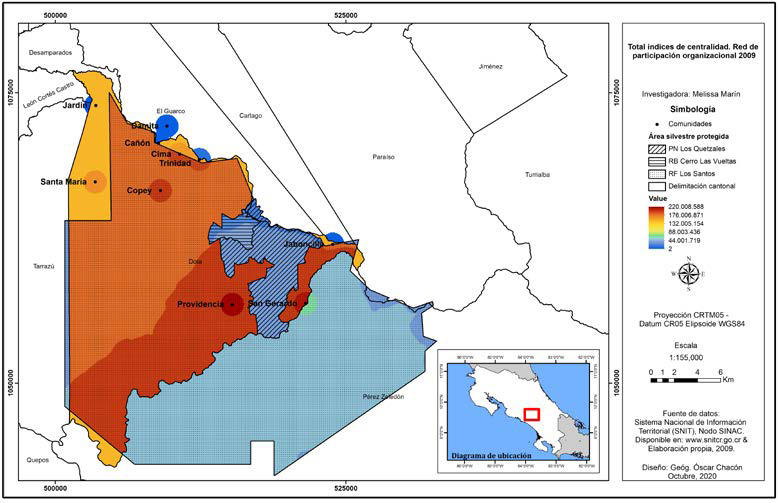 500000
525000
Desamparados
León Cortés Castro
Jardín
El Guarco
Damita
Cañón
Cima
Trinidad
Cartago
Jiménez
Paraíso
Turrialba
Santa María
Copey
Jaboncillo
Tarrazú
Dota
Providencia
San Gerardo
Pérez Zeledón
Quepos
1075000
1050000
1075000
1050000
500000
525000
Diagrama de ubicación
Total índices de centralidad. Red de
participación organizacional 2009
Investigadora: Melissa Marín
Simbología
Comunidades
Área silvestre protegida
PN Los Quetzales
RB Cerro Las Vueltas
RF Los Santos
Delimitación cantonal
Value
220.008.588
176.006.871
132.005.154
88.003.436
44.001.719
2
N
W
E
S
Proyección CRTM05 -
Datum CR05 Elipsoide WGS84
Escala
1:155,000
0 1 2 4 6
Km
Fuente de datos:
Sistema Nacional de Información
Territorial (SNIT), Nodo SINAC.
Disponible en: www.snitcr.go.cr &
Elaboración propia, 2009.
Diseño: Geóg. Óscar Chacón
Octubre, 2020